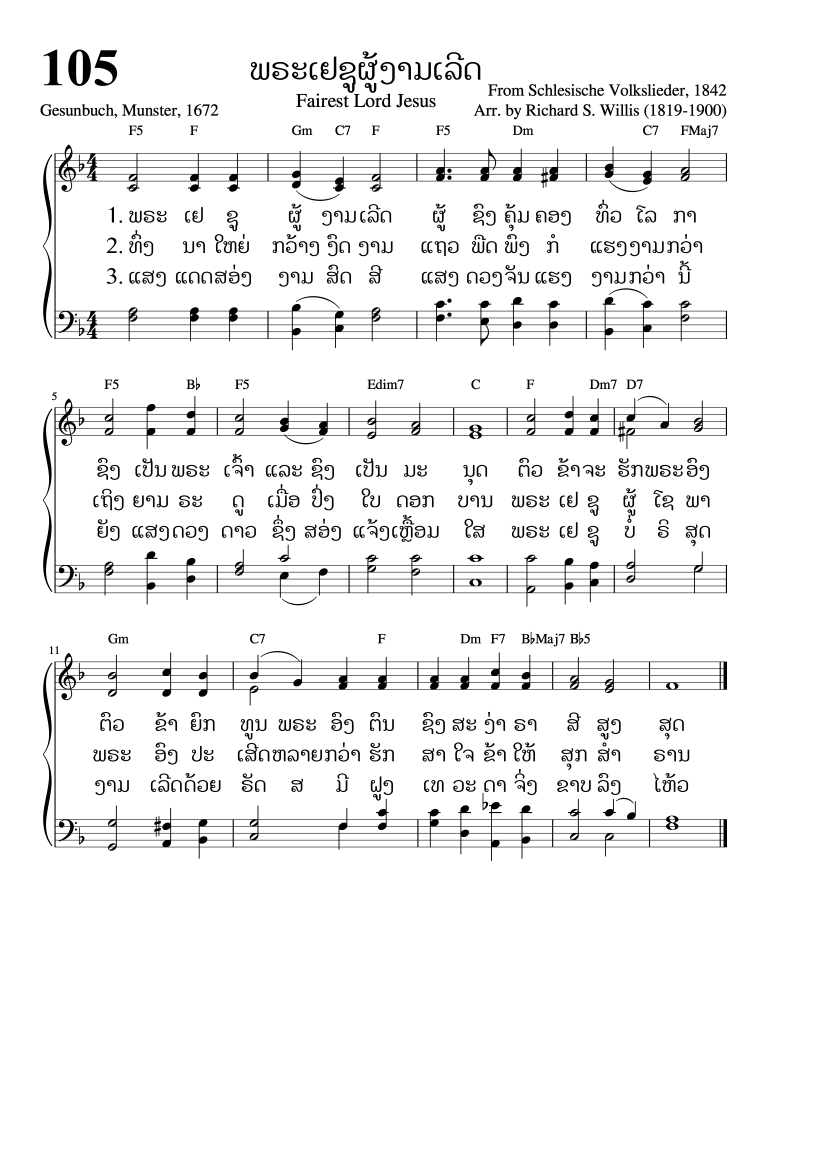 105
ພຣະເຢຊູຜູ້ງາມເລີດ
From Schlesische Volkslieder, 1842
Gesunbuch, Munster, 1672
Fairest Lord Jesus
Arr. by Richard S. Willis (1819-1900)
F5 F Gm C7 F F5 Dm C7 FMaj7
4 4
1. ພຣະ ເຢ ຊູ ຜູ້ ງາມເລີດ ຜູ້ ຊົງ ຄຸ້ມ ຄອງ ທົ່ວ ໂລ ກາ
2. ທົ່ງ ນາ ໃຫຍ່ ກວ້າງ ງົດ ງາມ ແຖວ ພືດ ພົງ ກໍ ແຮງງາມກວ່າ
3. ແສງ ແດດສອ່ງ ງາມ ສົດ ສີ ແສງ ດວງຈັນ ແຮງ ງາມກວ່າ ນີ້
4 4
F5 B♭ F5 Edim7 C F Dm7 D7
5
ຊົງ ເປັນ ພຣະ ເຈົ້າ ແລະ ຊົງ ເປັນ ມະ ນຸດ ຕົວ ຂ້າຈະ ຮັກພຣະອົງ
ເຖິງ ຍາມ ຣະ ດູ ເມື່ອ ປົ່ງ ໃບ ດອກ ບານ ພຣະ ເຢ ຊູ ຜູ້ ໂຊ ພາ
ຍັງ ແສງດວງ ດາວ ຊຶ່ງ ສອ່ງ ແຈ້ງເຫຼື້ອມ ໃສ ພຣະ ເຢ ຊູ ບໍ່ ຣິ ສຸດ
Gm C7 F Dm F7 B♭Maj7 B♭5
11
ຕົວ ຂ້າ ຍົກ ທູນ ພຣະ ອົງ ຕົນ ຊົງ ສະ ງ່າ ຣາ ສີ ສູງ ສຸດ
ພຣະ ອົງ ປະ ເສີດຫລາຍກວ່າ ຮັກ ສາ ໃຈ ຂ້າ ໃຫ້ ສຸກ ສຳ ຣານ
ງາມ ເລີດດ້ວຍ ຣັດ ສ ມີ ຝູງ ເທ ວະ ດາ ຈິ່ງ ຂາບ ລົງ ໄຫ້ວ